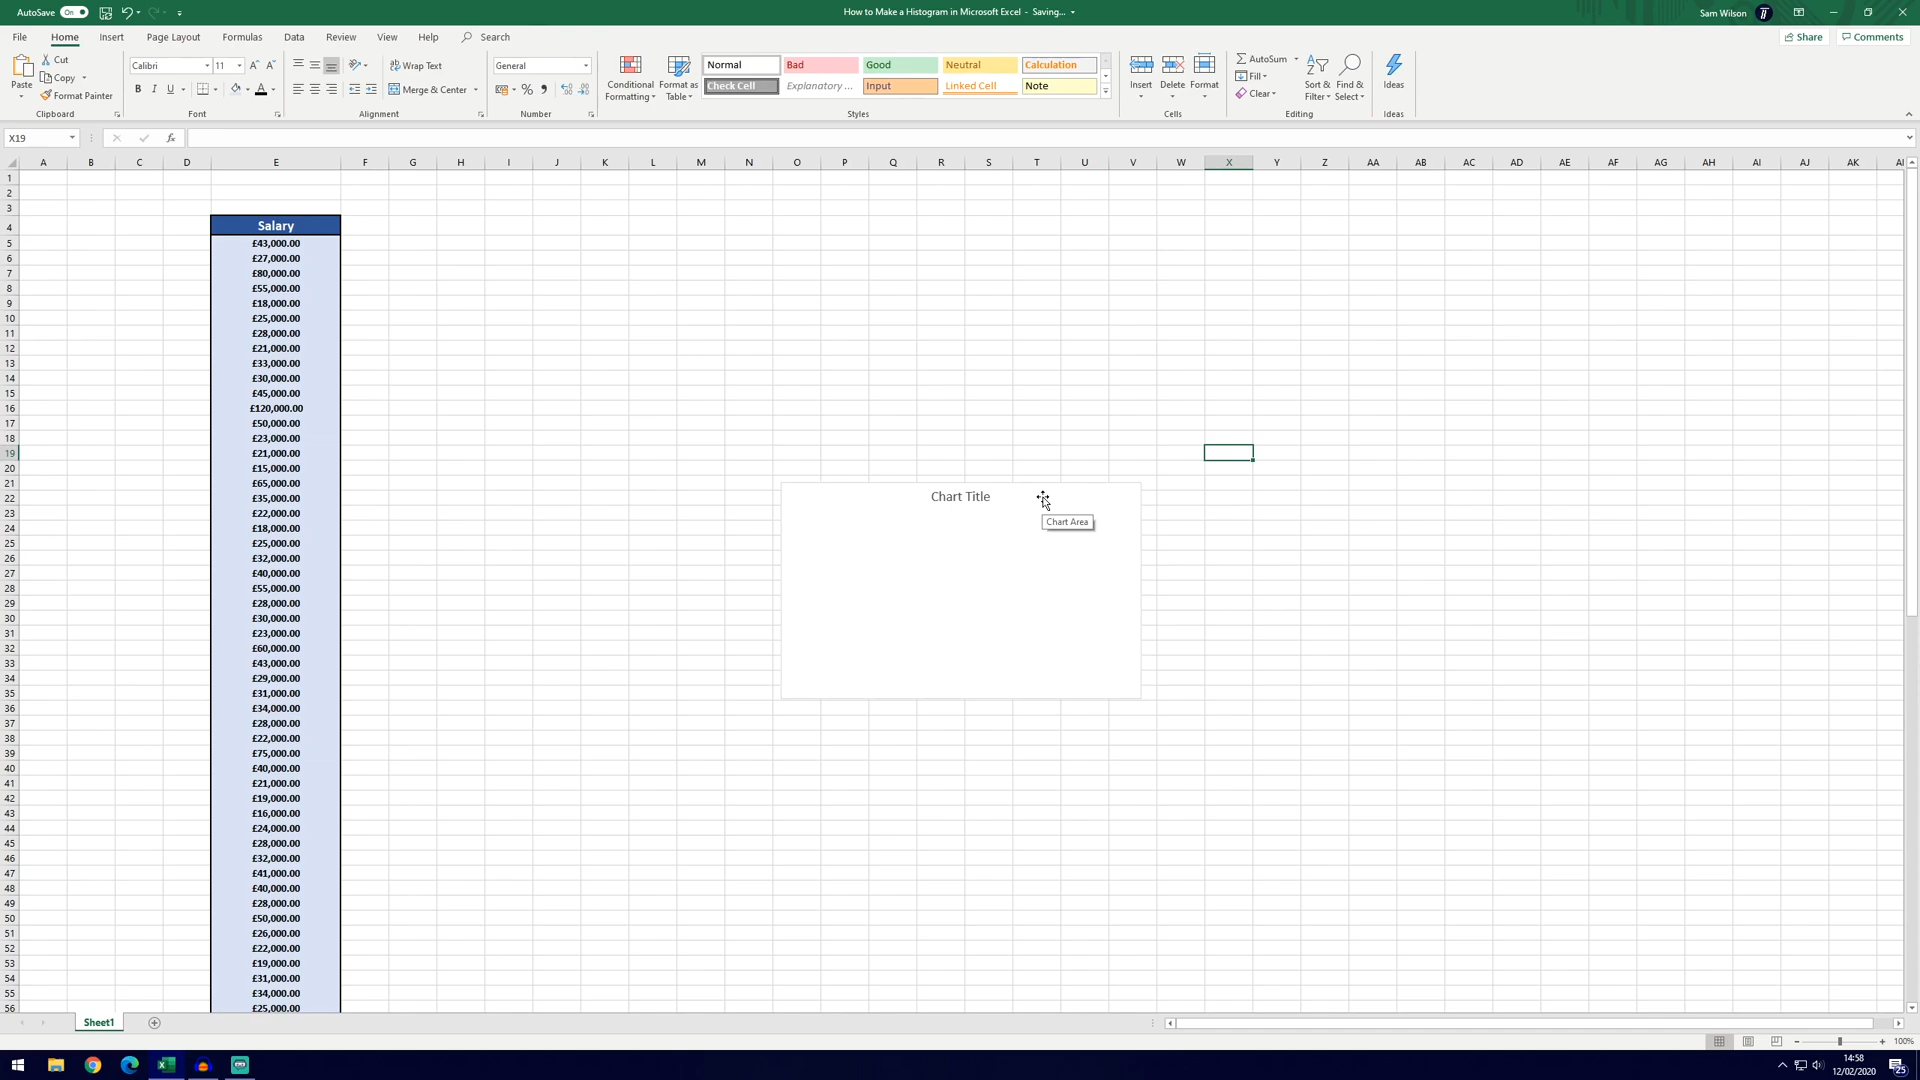 AutoSave On
How to Make a Histogram in Microsoft Excel - Saving...
Sam Wilson
File Home Insert Page Layout Formulas Data Review View Help Search
Share Comments
Paste
Cut
Copy
Format Painter
Clipboard
Calibri 11
B I U A
Font
Wrap Text
Merge & Center
Alignment
General
%
Number
Conditional Formatting
Format as Table
Normal Bad Good Neutral Calculation
Check Cell Explanatory ... Input Linked Cell Note
Styles
Insert Delete Format
Cells
AutoSum
Fill
Clear
Sort & Filter
Find & Select
Editing
Ideas
Ideas
X19 fx
A B C D E F G H I J K L M N O P Q R S T U V W X Y Z AA AB AC AD AE AF AG AH AI AJ AK
1
2
3
4 Salary
5 £43,000.00
6 £27,000.00
7 £80,000.00
8 £55,000.00
9 £18,000.00
10 £25,000.00
11 £28,000.00
12 £21,000.00
13 £33,000.00
14 £30,000.00
15 £45,000.00
16 £120,000.00
17 £50,000.00
18 £23,000.00
19 £21,000.00
20 £15,000.00
21 £65,000.00
22 £35,000.00
23 £22,000.00
24 £18,000.00
25 £25,000.00
26 £32,000.00
27 £40,000.00
28 £55,000.00
29 £28,000.00
30 £30,000.00
31 £23,000.00
32 £60,000.00
33 £43,000.00
34 £29,000.00
35 £31,000.00
36 £34,000.00
37 £28,000.00
38 £22,000.00
39 £75,000.00
40 £40,000.00
41 £21,000.00
42 £19,000.00
43 £16,000.00
44 £24,000.00
45 £28,000.00
46 £32,000.00
47 £41,000.00
48 £40,000.00
49 £28,000.00
50 £50,000.00
51 £26,000.00
52 £22,000.00
53 £19,000.00
54 £31,000.00
55 £34,000.00
56 £25,000.00
Chart Title
Chart Area
Sheet1
100%
14:58
12/02/2020
25